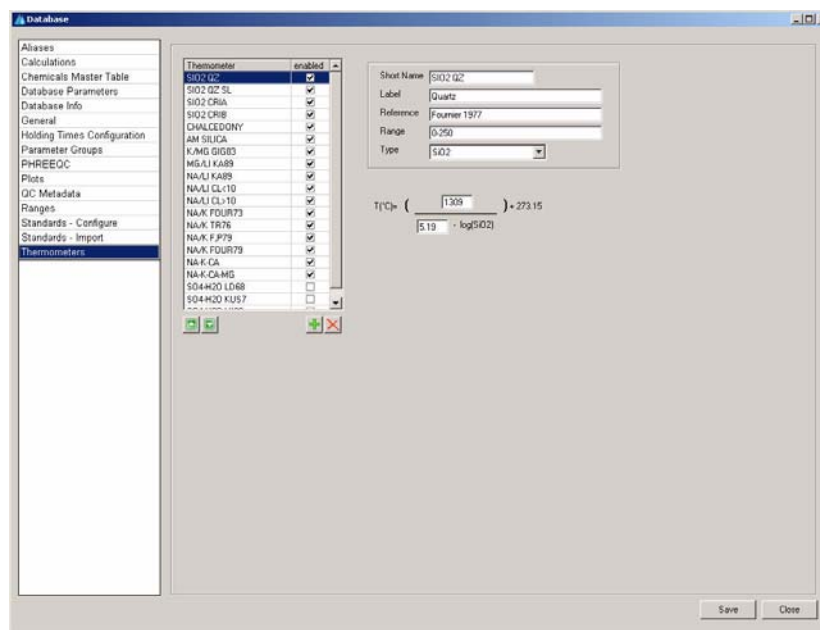 Database
Aliases
Calculations
Chemicals Master Table
Database Parameters
Database Info
General
Holding Times Configuration
Parameter Groups
PHREEQC
Plots
QC Metadata
Ranges
Standards - Configure
Standards - Import
Thermometers
Thermometer enabled
SIO2 QZ
SIO2 QZ SL
SIO2 CRIA
SIO2 CRIB
CHALCEDONY
AM SILICA
K/MG GIG83
MG/LI KA89
NA/LI KA89
NA/LI CL<10
NA/LI CL>10
NA/K FOUR73
NA/K TR76
NA/K F.P79
NA/K FOUR79
NA-K-CA
NA-K-CA-MG
SO4-H2O LD68
SO4-H2O KUS7
Short Name SIO2 QZ
Label Quartz
Reference Fournier 1977
Range 0-250
Type SiO2
T(°C)= ( 1309 ) + 273.15
5.19 - log(SiO2)
Save Close